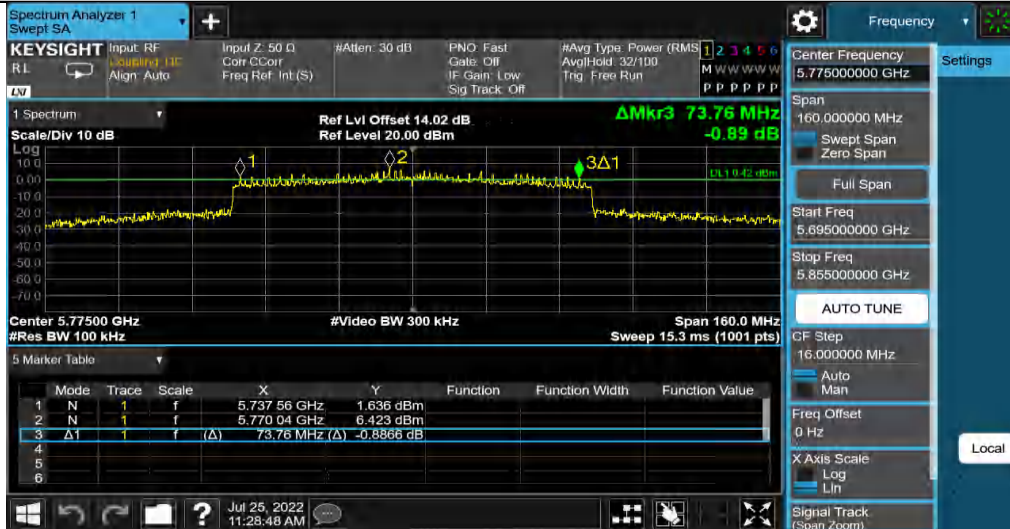 Spectrum Analyzer 1
Swept SA
+
Frequency
KEYSIGHT
RL
LXI
Input: RF
Coupling: DC
Align: Auto
Input Z: 50 Ω
Corr CCorr
Freq Ref: Int (S)
#Atten: 30 dB
PNO: Fast
Gate: Off
IF Gain: Low
Sig Track: Off
#Avg Type: Power (RMS
Avg|Hold: 32/100
Trig: Free Run
1 2 3 4 5 6
M W W W W W
P P P P P P
Center Frequency
5.775000000 GHz
Settings
Span
160.000000 MHz
Swept Span
Zero Span
Full Span
Start Freq
5.695000000 GHz
Stop Freq
5.855000000 GHz
AUTO TUNE
CF Step
16.000000 MHz
Auto
Man
Freq Offset
0 Hz
X Axis Scale
Log
Lin
Signal Track
(Span Zoom)
Local
1 Spectrum
Scale/Div 10 dB
Ref Lvl Offset 14.02 dB
Ref Level 20.00 dBm
ΔMkr3 73.76 MHz
-0.89 dB
Log
10.0
0.00
-10.0
-20.0
-30.0
-40.0
-50.0
-60.0
-70.0
1
2
3Δ1
DL1 0.42 dBm
Center 5.77500 GHz
#Video BW 300 kHz
Span 160.0 MHz
#Res BW 100 kHz
Sweep 15.3 ms (1001 pts)
5 Marker Table
Mode Trace Scale X Y Function Function Width Function Value
1 N 1 f 5.737 56 GHz 1.636 dBm
2 N 1 f 5.770 04 GHz 6.423 dBm
3 Δ1 1 f (Δ) 73.76 MHz (Δ) -0.8866 dB
4
5
6
?
Jul 25, 2022
11:28:48 AM